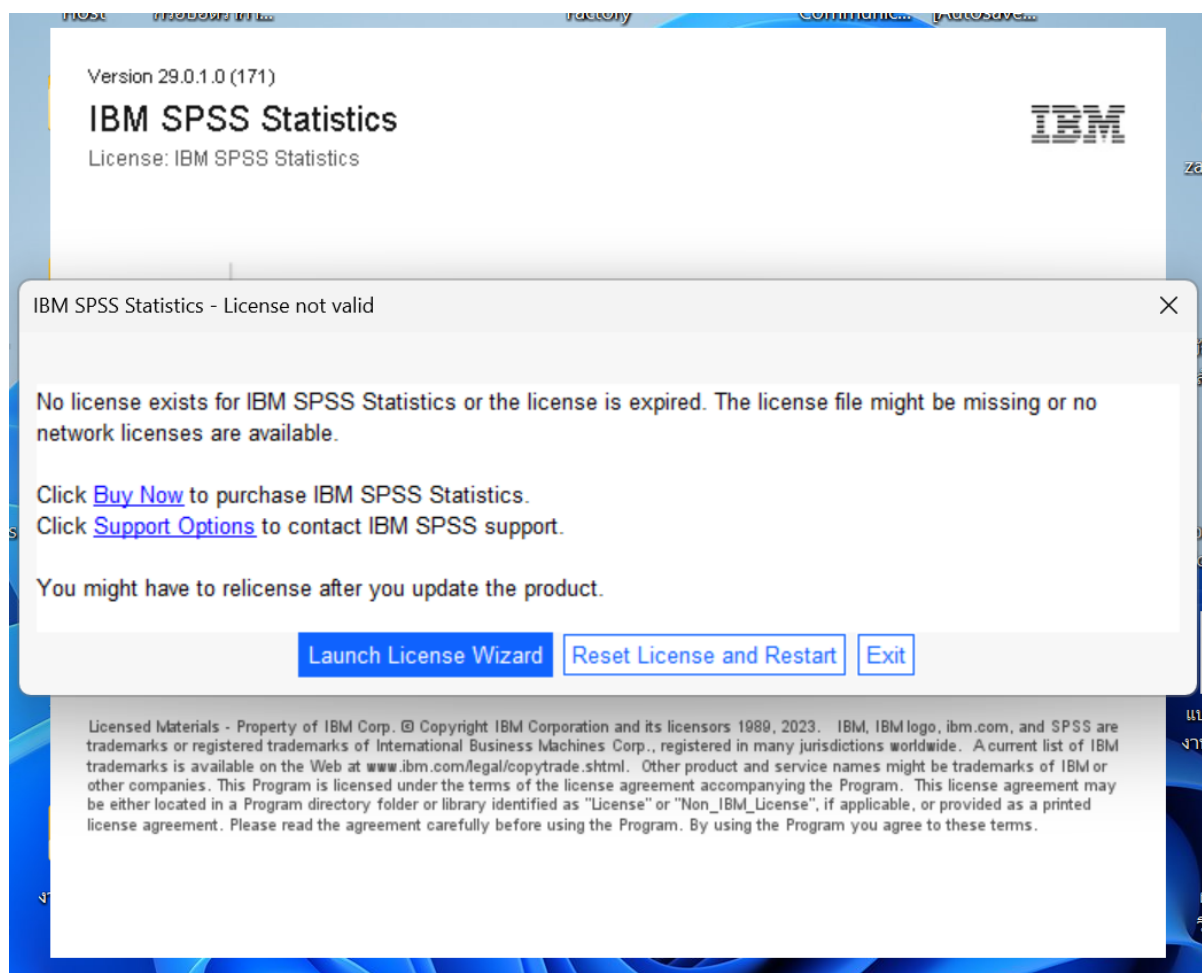 Host
Factory
Communic...
[Autosave...
Version 29.0.1.0 (171)
IBM SPSS Statistics
IBM
License: IBM SPSS Statistics
za
IBM SPSS Statistics - License not valid
No license exists for IBM SPSS Statistics or the license is expired. The license file might be missing or no
network licenses are available.
Click Buy Now to purchase IBM SPSS Statistics.
Click Support Options to contact IBM SPSS support.
s
You might have to relicense after you update the product.
Launch License Wizard
Reset License and Restart
Exit
Licensed Materials - Property of IBM Corp. © Copyright IBM Corporation and its licensors 1989, 2023. IBM, IBM logo, ibm.com, and SPSS are
trademarks or registered trademarks of International Business Machines Corp., registered in many jurisdictions worldwide. A current list of IBM
trademarks is available on the Web at www.ibm.com/legal/copytrade.shtml. Other product and service names might be trademarks of IBM or
other companies. This Program is licensed under the terms of the license agreement accompanying the Program. This license agreement may
be either located in a Program directory folder or library identified as "License" or "Non_IBM_License", if applicable, or provided as a printed
license agreement. Please read the agreement carefully before using the Program. By using the Program you agree to these terms.
แบ
งา